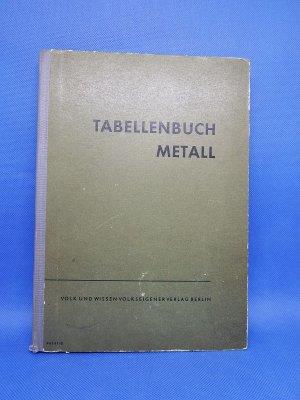 TABELLENBUCH
METALL
VOLK UND WISSEN VOLKSEIGENER VERLAG BERLIN